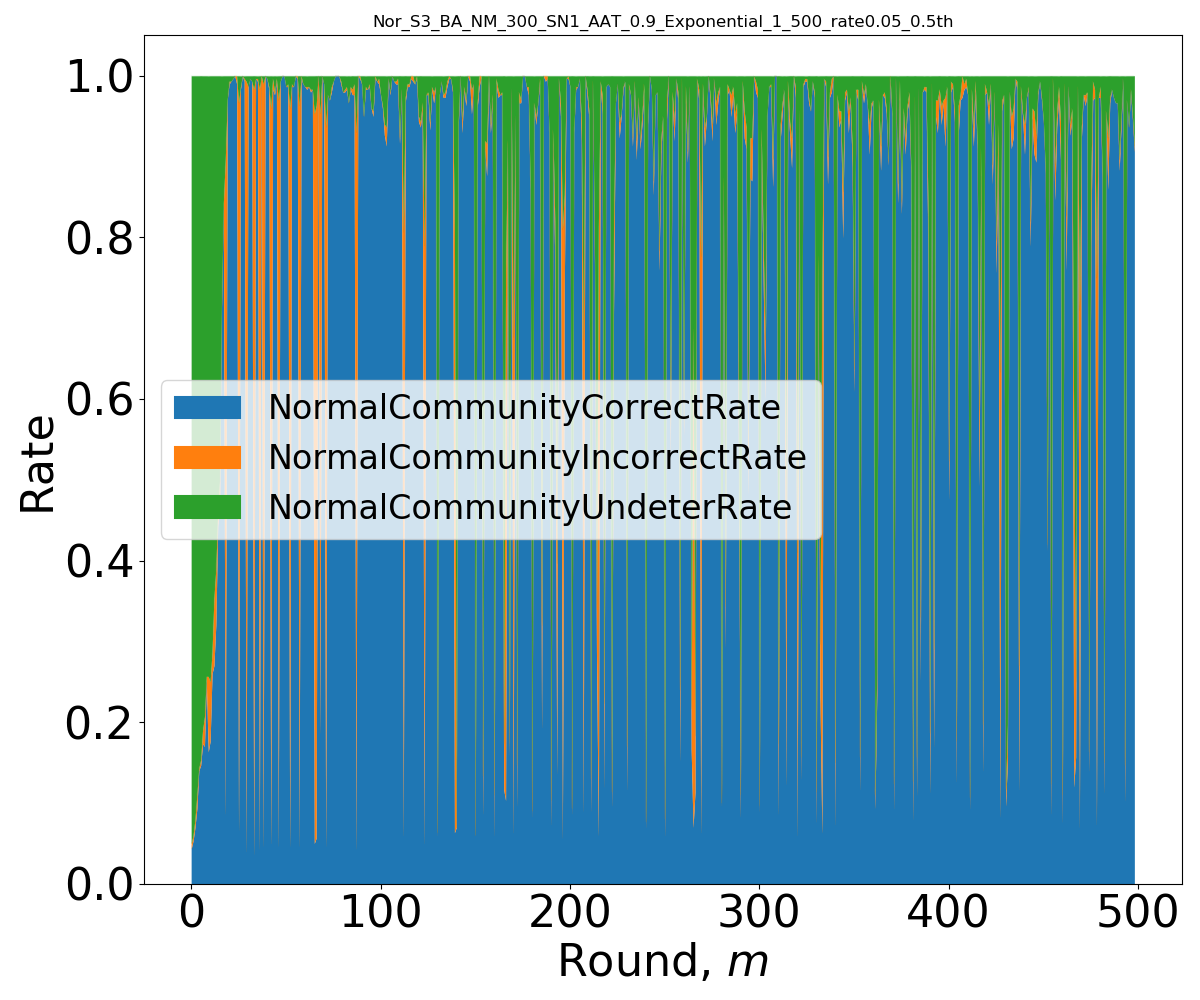 Nor_S3_BA_NM_300_SN1_AAT_0.9_Exponential_1_500_rate0.05_0.5th
1.0
0.8
0.6
0.4
0.2
0.0
Rate
NormalCommunityCorrectRate
NormalCommunityIncorrectRate
NormalCommunityUndeterRate
0 100 200 300 400 500
Round, m